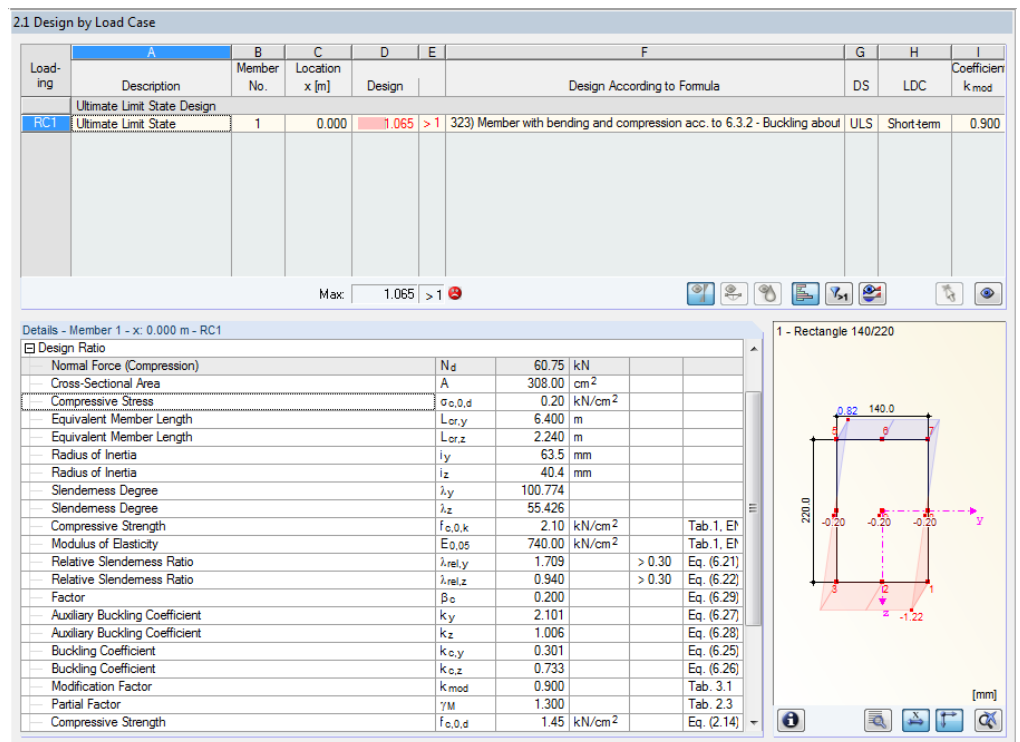 2.1 Design by Load Case
A B C D E F G H I
Load- Member Location Coefficien
ing Description No. x [m] Design Design According to Formula DS LDC k mod
Ultimate Limit State Design
RC1 Ultimate Limit State 1 0.000 1.065 > 1 323) Member with bending and compression acc. to 6.3.2 - Buckling about ULS Short-term 0.900
Max: 1.065 > 1
Details - Member 1 - x: 0.000 m - RC1
Design Ratio
Normal Force (Compression) Nd 60.75 kN
Cross-Sectional Area A 308.00 cm2
Compressive Stress σc,0,d 0.20 kN/cm2
Equivalent Member Length Lcr,y 6.400 m
Equivalent Member Length Lcr,z 2.240 m
Radius of Inertia iy 63.5 mm
Radius of Inertia iz 40.4 mm
Slenderness Degree λy 100.774
Slenderness Degree λz 55.426
Compressive Strength fc,0,k 2.10 kN/cm2 Tab.1, EN
Modulus of Elasticity E0,05 740.00 kN/cm2 Tab.1, EN
Relative Slenderness Ratio λrel,y 1.709 > 0.30 Eq. (6.21)
Relative Slenderness Ratio λrel,z 0.940 > 0.30 Eq. (6.22)
Factor βc 0.200 Eq. (6.29)
Auxiliary Buckling Coefficient ky 2.101 Eq. (6.27)
Auxiliary Buckling Coefficient kz 1.006 Eq. (6.28)
Buckling Coefficient kc,y 0.301 Eq. (6.25)
Buckling Coefficient kc,z 0.733 Eq. (6.26)
Modification Factor kmod 0.900 Tab. 3.1
Partial Factor γM 1.300 Tab. 2.3
Compressive Strength fc,0,d 1.45 kN/cm2 Eq. (2.14)
1 - Rectangle 140/220
0.82 140.0
5 6 7
220.0
-0.20 -0.20 -0.20 y
3 2 1
z -1.22
[mm]